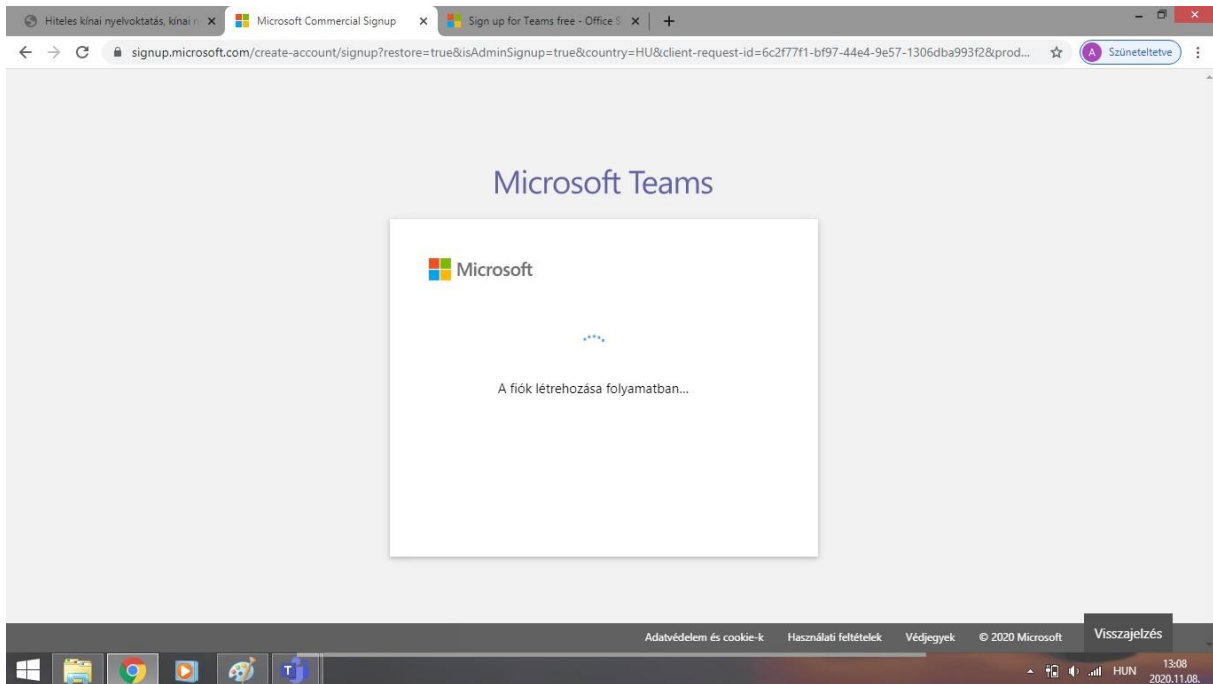 Hiteles kínai nyelvoktatás, kínai n
Microsoft Commercial Signup
Sign up for Teams free - Office S
signup.microsoft.com/create-account/signup?restore=true&isAdminSignup=true&country=HU&client-request-id=6c2f77f1-bf97-44e4-9e57-1306dba993f2&prod...
A
Szüneteltetve
Microsoft Teams
Microsoft
A fiók létrehozása folyamatban...
Adatvédelem és cookie-k
Használati feltételek
Védjegyek
© 2020 Microsoft
Visszajelzés
HUN
13:08
2020.11.08.